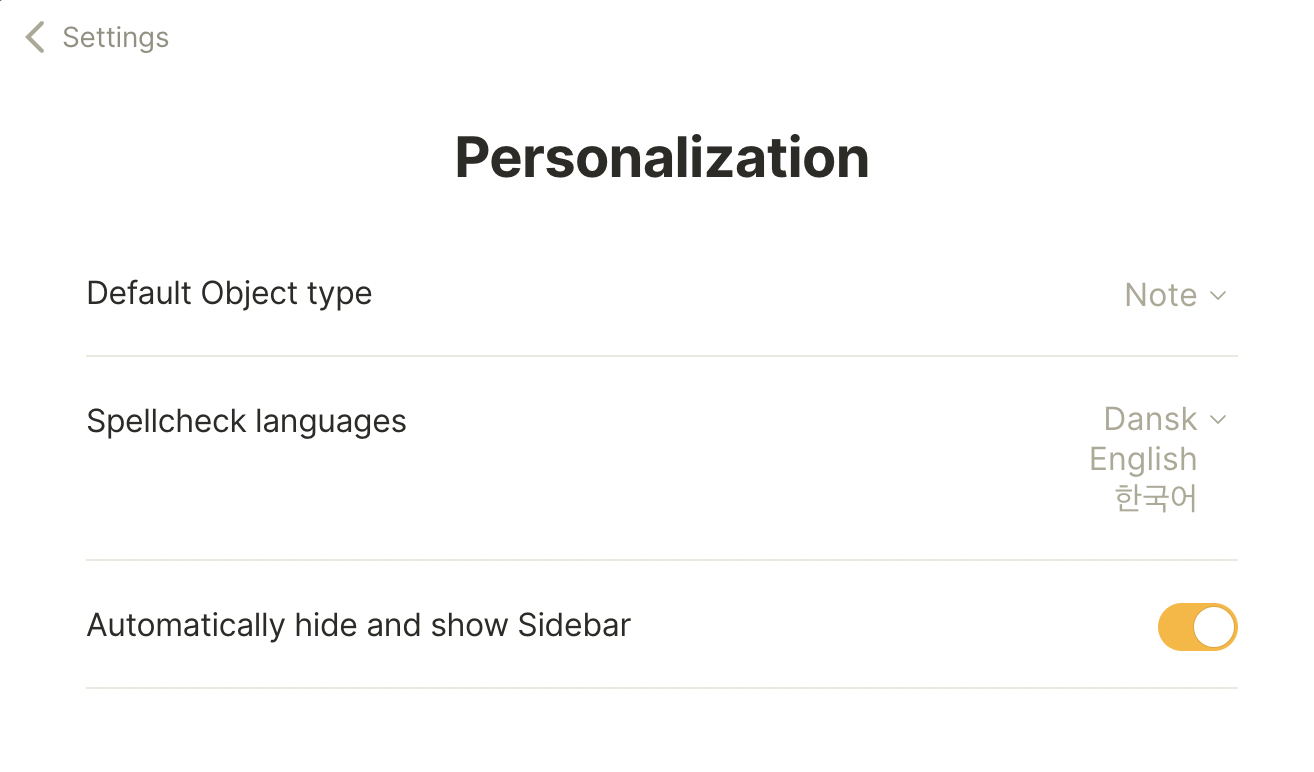 Settings
Personalization
Default Object type
Note
Spellcheck languages
Dansk
English
한국어
Automatically hide and show Sidebar